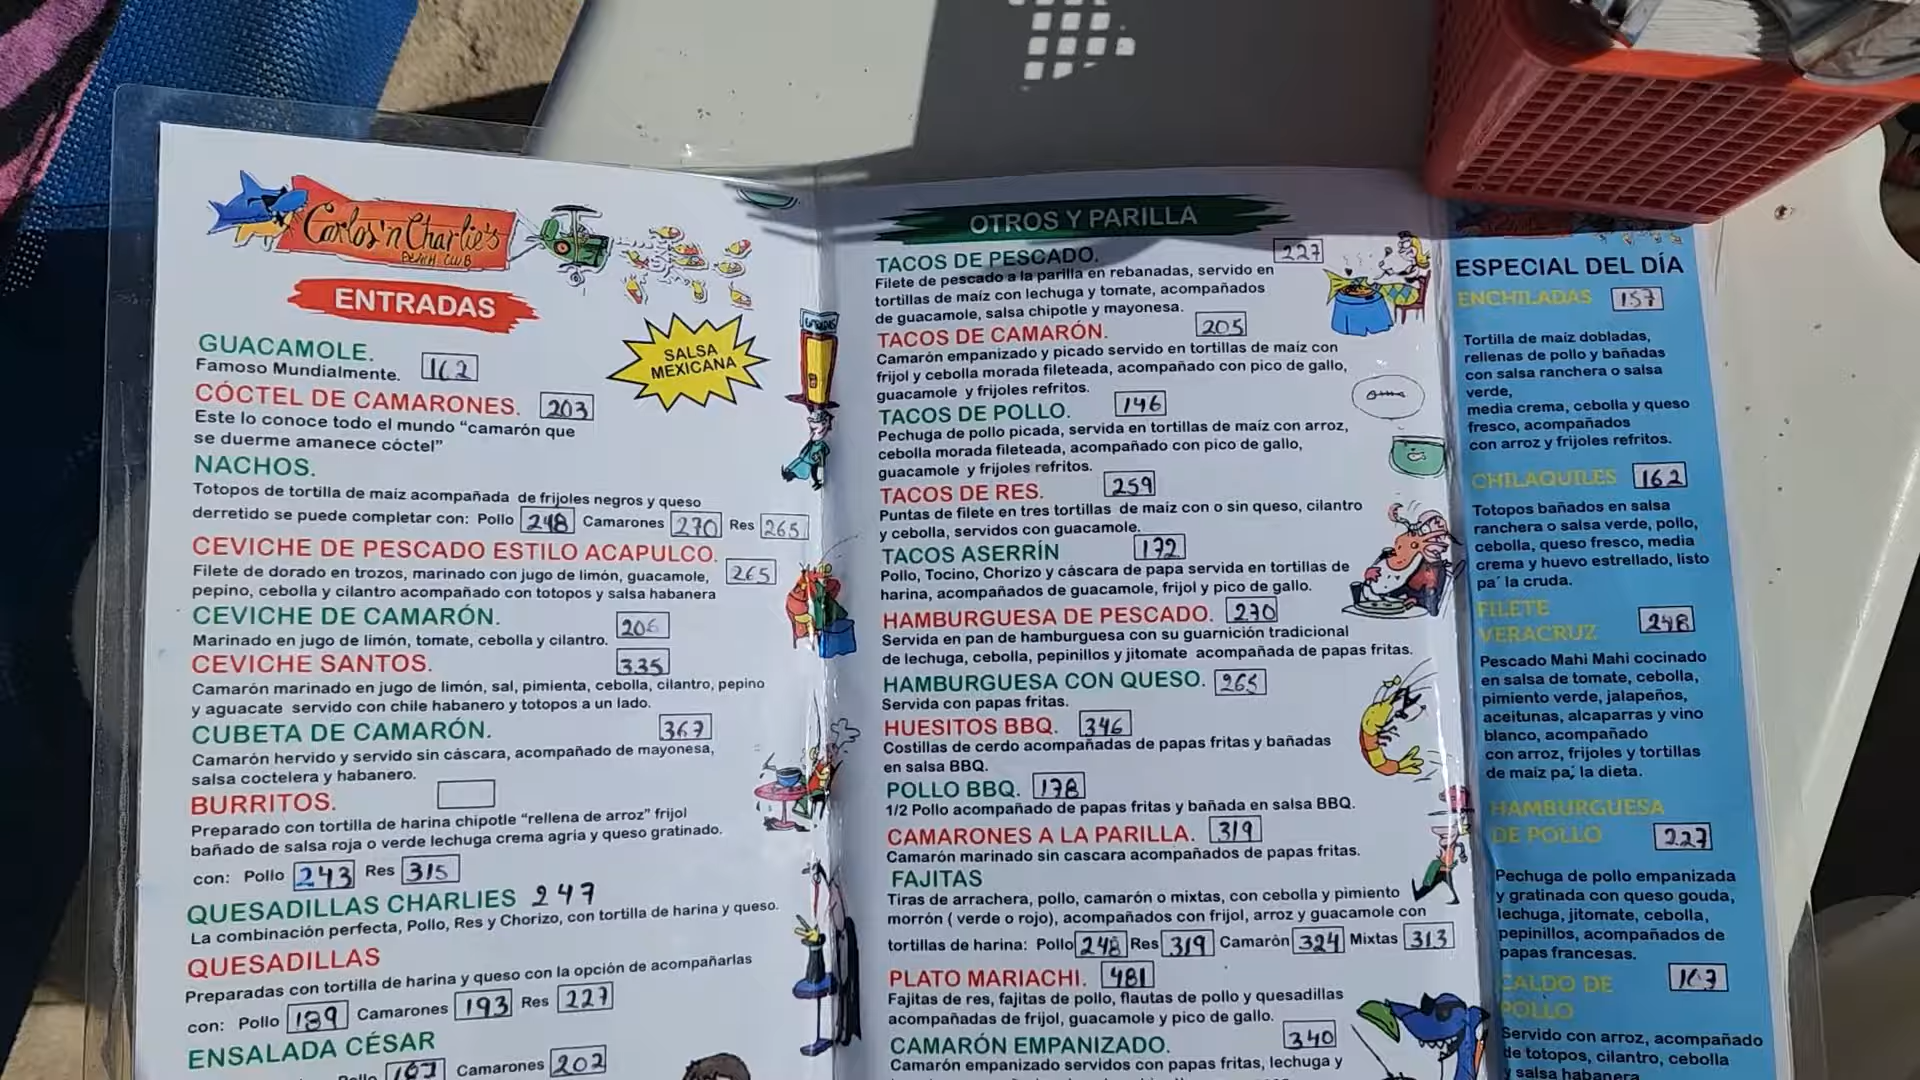 Carlos'n Charlie's
BEACH CLUB
ENTRADAS
SALSA
MEXICANA
GUACAMOLE.
Famoso Mundialmente. 162
CÓCTEL DE CAMARONES. 203
Este lo conoce todo el mundo “camarón que
se duerme amanece cóctel”
NACHOS.
Totopos de tortilla de maíz acompañada de frijoles negros y queso
derretido se puede completar con: Pollo 248 Camarones 270 Res 265
CEVICHE DE PESCADO ESTILO ACAPULCO.
Filete de dorado en trozos, marinado con jugo de limón, guacamole, 265
pepino, cebolla y cilantro acompañado con totopos y salsa habanera
CEVICHE DE CAMARÓN. 206
Marinado en jugo de limón, tomate, cebolla y cilantro.
CEVICHE SANTOS. 335
Camarón marinado en jugo de limón, sal, pimienta, cebolla, cilantro, pepino
y aguacate servido con chile habanero y totopos a un lado.
CUBETA DE CAMARÓN. 367
Camarón hervido y servido sin cáscara, acompañado de mayonesa,
salsa coctelera y habanero.
BURRITOS.
Preparado con tortilla de harina chipotle “rellena de arroz” frijol
bañado de salsa roja o verde lechuga crema agria y queso gratinado.
con: Pollo 243 Res 315
QUESADILLAS CHARLIES 247
La combinación perfecta, Pollo, Res y Chorizo, con tortilla de harina y queso.
QUESADILLAS
Preparadas con tortilla de harina y queso con la opción de acompañarlas
con: Pollo 189 Camarones 193 Res 227
ENSALADA CÉSAR
Pollo 167 Camarones 202
OTROS Y PARILLA
TACOS DE PESCADO. 227
Filete de pescado a la parilla en rebanadas, servido en
tortillas de maíz con lechuga y tomate, acompañados
de guacamole, salsa chipotle y mayonesa.
TACOS DE CAMARÓN. 205
Camarón empanizado y picado servido en tortillas de maíz con
frijol y cebolla morada fileteada, acompañado con pico de gallo,
guacamole y frijoles refritos.
TACOS DE POLLO. 146
Pechuga de pollo picada, servida en tortillas de maíz con arroz,
cebolla morada fileteada, acompañado con pico de gallo,
guacamole y frijoles refritos.
TACOS DE RES. 259
Puntas de filete en tres tortillas de maíz con o sin queso, cilantro
y cebolla, servidos con guacamole.
TACOS ASERRÍN 172
Pollo, Tocino, Chorizo y cáscara de papa servida en tortillas de
harina, acompañados de guacamole, frijol y pico de gallo.
HAMBURGUESA DE PESCADO. 270
Servida en pan de hamburguesa con su guarnición tradicional
de lechuga, cebolla, pepinillos y jitomate acompañada de papas fritas.
HAMBURGUESA CON QUESO. 265
Servida con papas fritas.
HUESITOS BBQ. 346
Costillas de cerdo acompañadas de papas fritas y bañadas
en salsa BBQ.
POLLO BBQ. 178
1/2 Pollo acompañado de papas fritas y bañada en salsa BBQ.
CAMARONES A LA PARILLA. 319
Camarón marinado sin cascara acompañados de papas fritas.
FAJITAS
Tiras de arrachera, pollo, camarón o mixtas, con cebolla y pimiento
morrón ( verde o rojo), acompañados con frijol, arroz y guacamole con
tortillas de harina: Pollo 248 Res 319 Camarón 324 Mixtas 313
PLATO MARIACHI. 481
Fajitas de res, fajitas de pollo, flautas de pollo y quesadillas
acompañadas de frijol, guacamole y pico de gallo.
CAMARÓN EMPANIZADO. 340
Camarón empanizado servidos con papas fritas, lechuga y
ESPECIAL DEL DÍA
ENCHILADAS 157
Tortilla de maíz dobladas,
rellenas de pollo y bañadas
con salsa ranchera o salsa
verde,
media crema, cebolla y queso
fresco, acompañados
con arroz y frijoles refritos.
CHILAQUILES 162
Totopos bañados en salsa
ranchera o salsa verde, pollo,
cebolla, queso fresco, media
crema y huevo estrellado, listo
pa´ la cruda.
FILETE
VERACRUZ 248
Pescado Mahi Mahi cocinado
en salsa de tomate, cebolla,
pimiento verde, jalapeños,
aceitunas, alcaparras y vino
blanco, acompañado
con arroz, frijoles y tortillas
de maíz pa´ la dieta.
HAMBURGUESA
DE POLLO 227
Pechuga de pollo empanizada
y gratinada con queso gouda,
lechuga, jitomate, cebolla,
pepinillos, acompañados de
papas francesas.
CALDO DE 167
POLLO
Servido con arroz, acompañado
de totopos, cilantro, cebolla
y salsa habanera